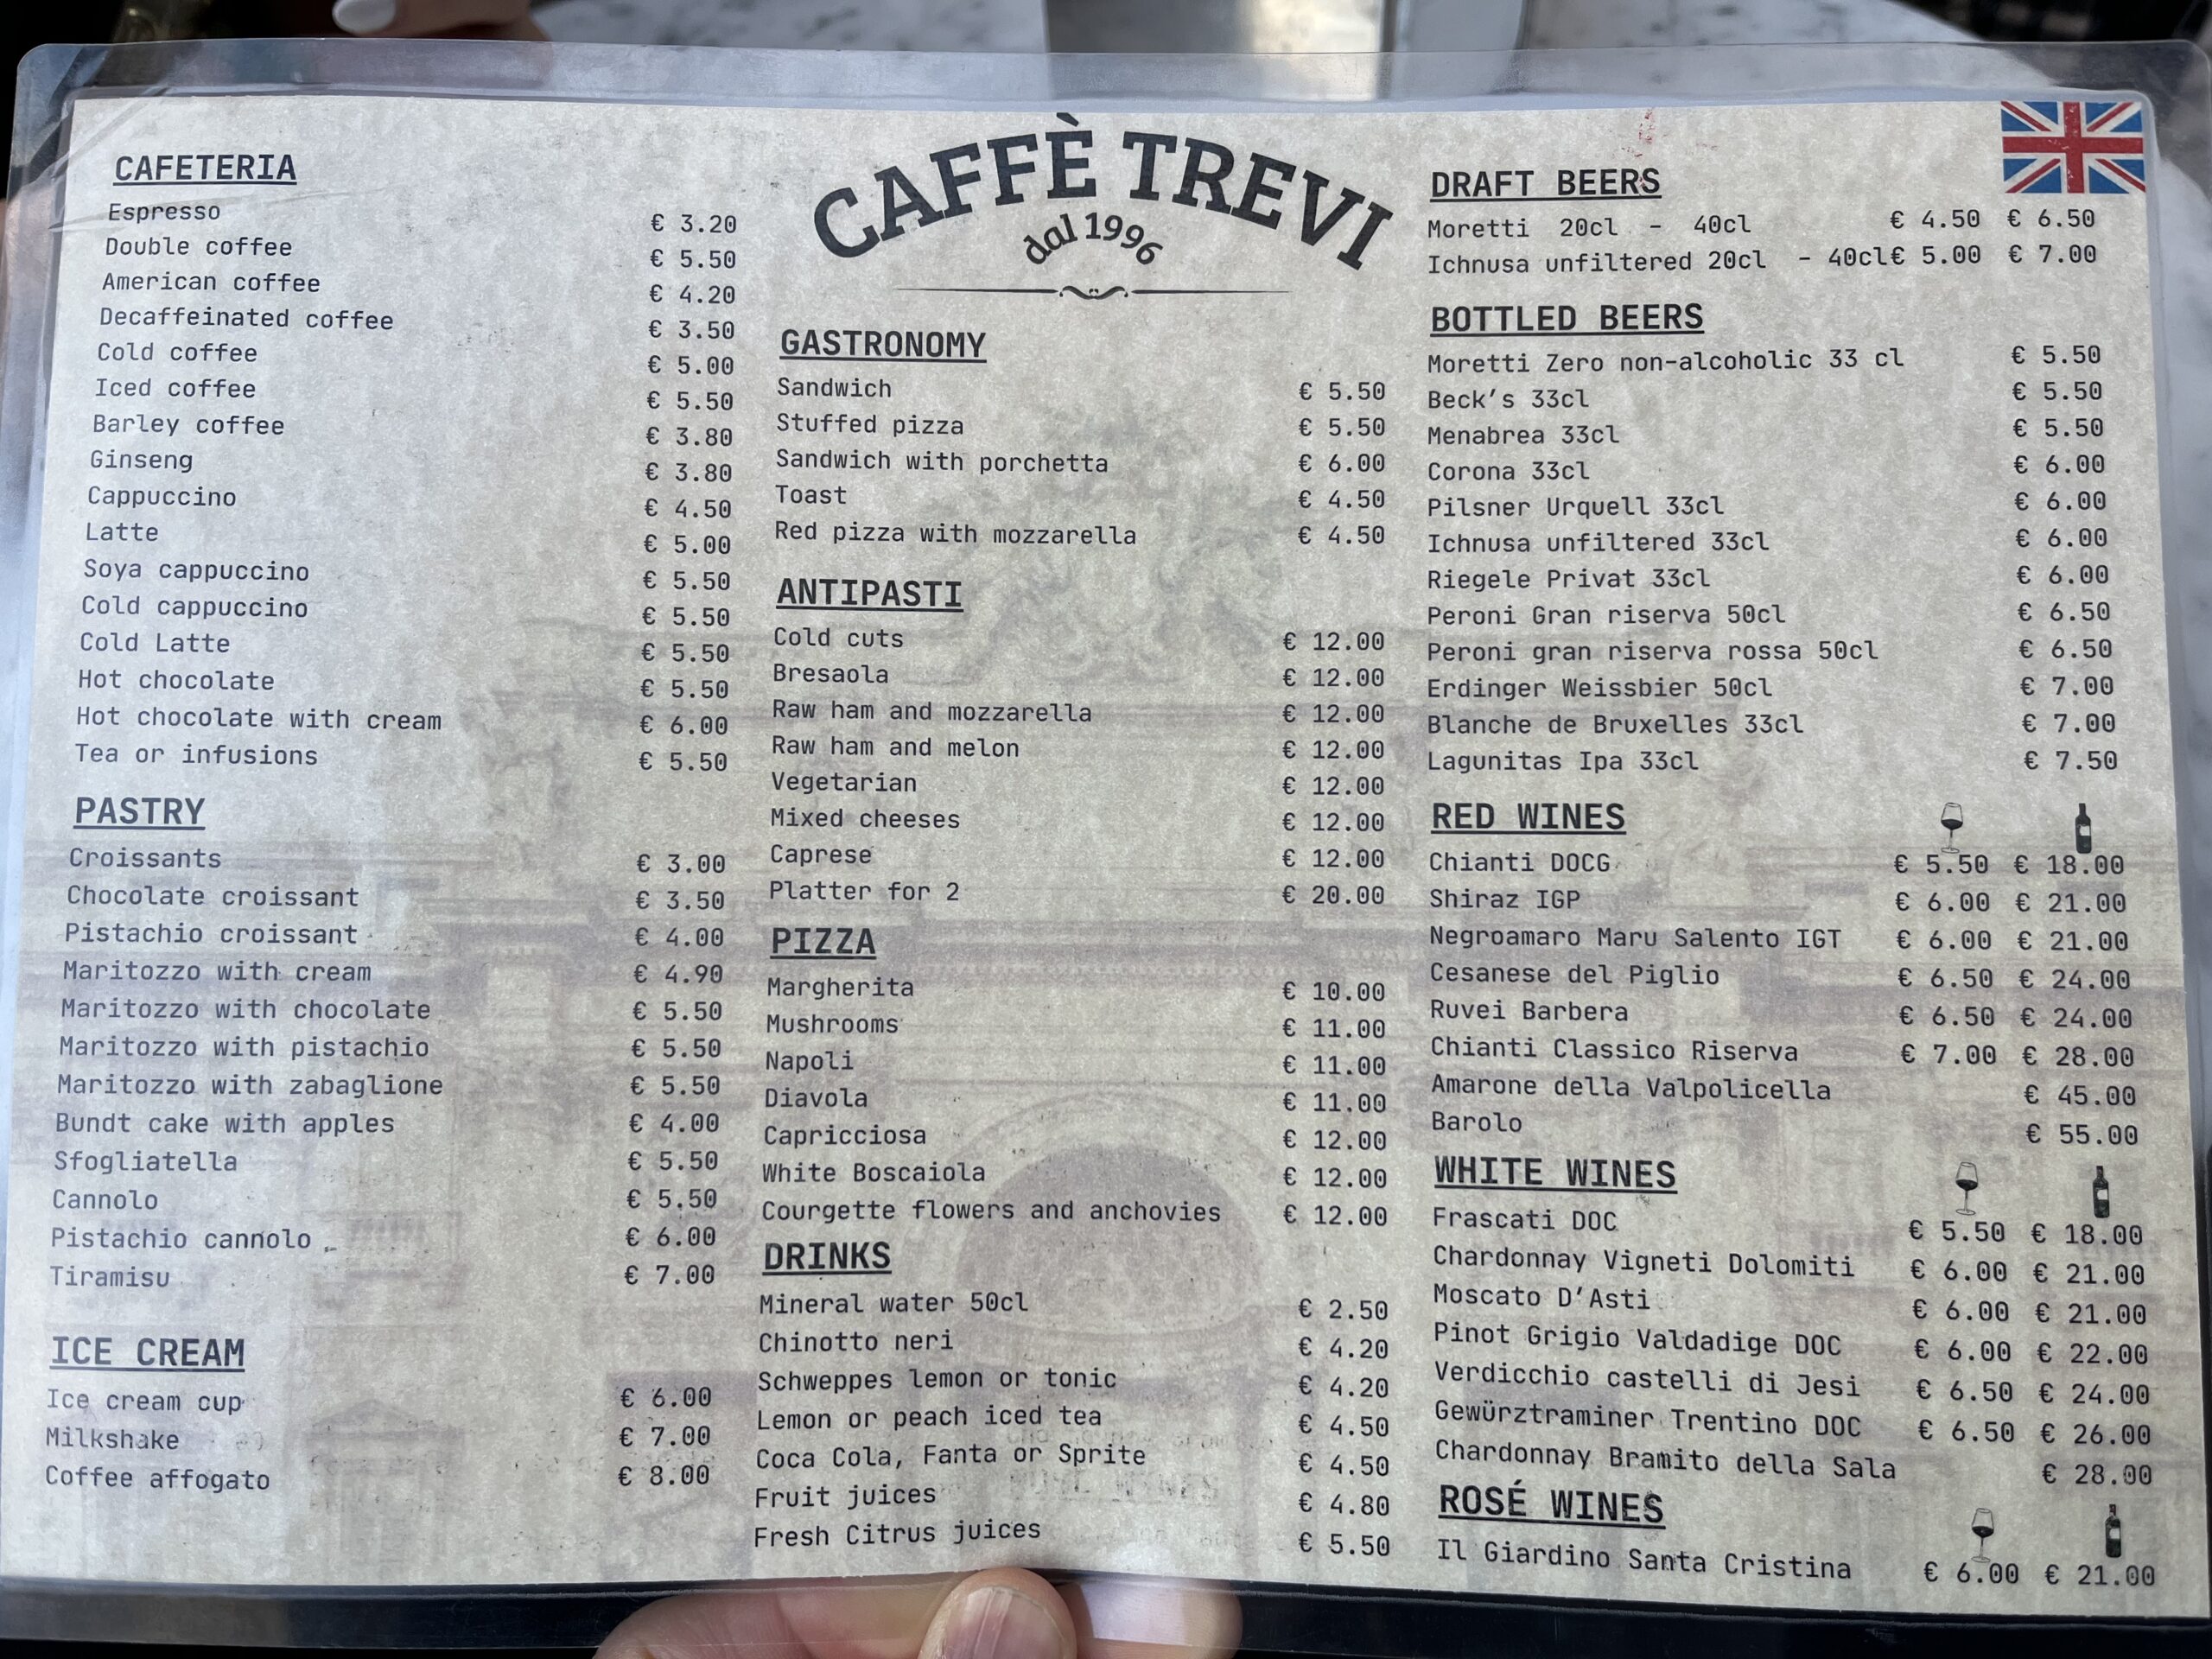 CAFETERIA
Espresso € 3.20
Double coffee € 5.50
American coffee € 4.20
Decaffeinated coffee € 3.50
Cold coffee € 5.00
Iced coffee € 5.50
Barley coffee € 3.80
Ginseng € 3.80
Cappuccino € 4.50
Latte € 5.00
Soya cappuccino € 5.50
Cold cappuccino € 5.50
Cold Latte € 5.50
Hot chocolate € 5.50
Hot chocolate with cream € 6.00
Tea or infusions € 5.50
PASTRY
Croissants € 3.00
Chocolate croissant € 3.50
Pistachio croissant € 4.00
Maritozzo with cream € 4.90
Maritozzo with chocolate € 5.50
Maritozzo with pistachio € 5.50
Maritozzo with zabaglione € 5.50
Bundt cake with apples € 4.00
Sfogliatella € 5.50
Cannolo € 5.50
Pistachio cannolo € 6.00
Tiramisu € 7.00
ICE CREAM
Ice cream cup € 6.00
Milkshake € 7.00
Coffee affogato € 8.00
CAFFÈ TREVI
dal 1996
GASTRONOMY
Sandwich € 5.50
Stuffed pizza € 5.50
Sandwich with porchetta € 6.00
Toast € 4.50
Red pizza with mozzarella € 4.50
ANTIPASTI
Cold cuts € 12.00
Bresaola € 12.00
Raw ham and mozzarella € 12.00
Raw ham and melon € 12.00
Vegetarian € 12.00
Mixed cheeses € 12.00
Caprese € 12.00
Platter for 2 € 20.00
PIZZA
Margherita € 10.00
Mushrooms € 11.00
Napoli € 11.00
Diavola € 11.00
Capricciosa € 12.00
White Boscaiola € 12.00
Courgette flowers and anchovies € 12.00
DRINKS
Mineral water 50cl € 2.50
Chinotto neri € 4.20
Schweppes lemon or tonic € 4.20
Lemon or peach iced tea € 4.50
Coca Cola, Fanta or Sprite € 4.50
Fruit juices € 4.80
Fresh Citrus juices € 5.50
DRAFT BEERS
Moretti 20cl - 40cl € 4.50 € 6.50
Ichnusa unfiltered 20cl - 40cl€ 5.00 € 7.00
BOTTLED BEERS
Moretti Zero non-alcoholic 33 cl € 5.50
Beck's 33cl € 5.50
Menabrea 33cl € 5.50
Corona 33cl € 6.00
Pilsner Urquell 33cl € 6.00
Ichnusa unfiltered 33cl € 6.00
Riegele Privat 33cl € 6.00
Peroni Gran riserva 50cl € 6.50
Peroni gran riserva rossa 50cl € 6.50
Erdinger Weissbier 50cl € 7.00
Blanche de Bruxelles 33cl € 7.00
Lagunitas Ipa 33cl € 7.50
RED WINES
Chianti DOCG € 5.50 € 18.00
Shiraz IGP € 6.00 € 21.00
Negroamaro Maru Salento IGT € 6.00 € 21.00
Cesanese del Piglio € 6.50 € 24.00
Ruvei Barbera € 6.50 € 24.00
Chianti Classico Riserva € 7.00 € 28.00
Amarone della Valpolicella € 45.00
Barolo € 55.00
WHITE WINES
Frascati DOC € 5.50 € 18.00
Chardonnay Vigneti Dolomiti € 6.00 € 21.00
Moscato D'Asti € 6.00 € 21.00
Pinot Grigio Valdadige DOC € 6.00 € 22.00
Verdicchio castelli di Jesi € 6.50 € 24.00
Gewürztraminer Trentino DOC € 6.50 € 26.00
Chardonnay Bramito della Sala € 28.00
ROSÉ WINES
Il Giardino Santa Cristina € 6.00 € 21.00